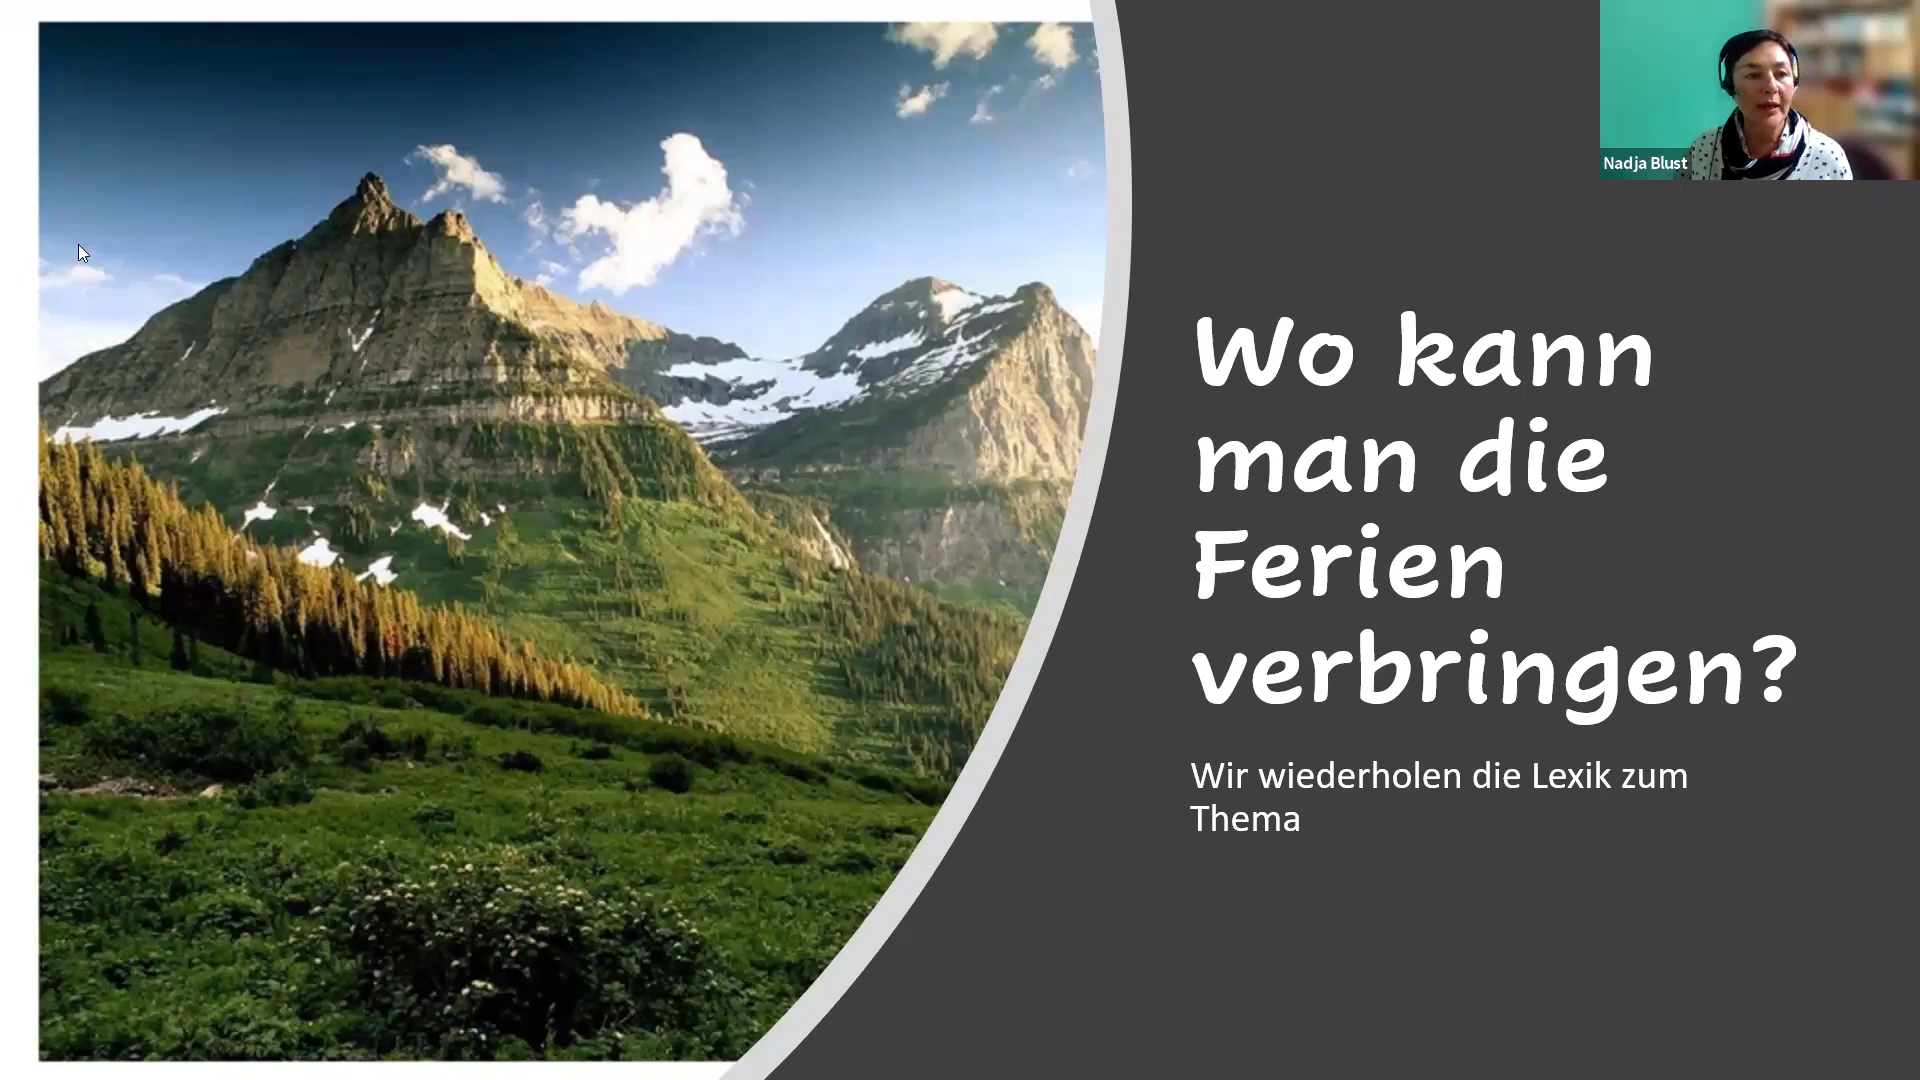 Nadja Blust
Wo kann
man die
Ferien
verbringen?
Wir wiederholen die Lexik zum
Thema